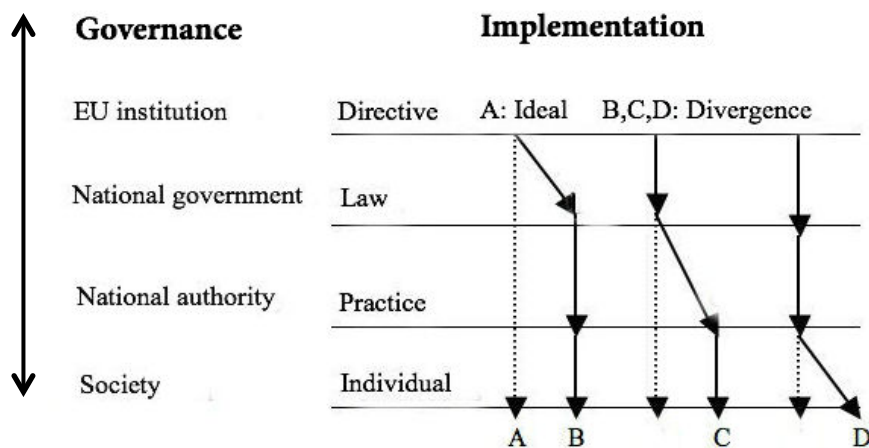 Governance Implementation
EU institution Directive A: Ideal B,C,D: Divergence
National government Law
National authority Practice
Society Individual
A B C D